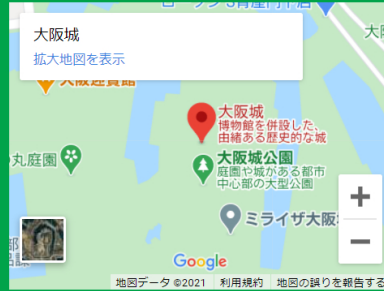 大阪城
拡大地図を表示
大阪迎賓館
大阪城
博物館を併設した、
由緒ある歴史的な城
丸庭園
大阪城公園
庭園や城がある都市
中心部の大型公園
ミライザ大阪
Google
地図データ ©2021 利用規約 地図の誤りを報告する